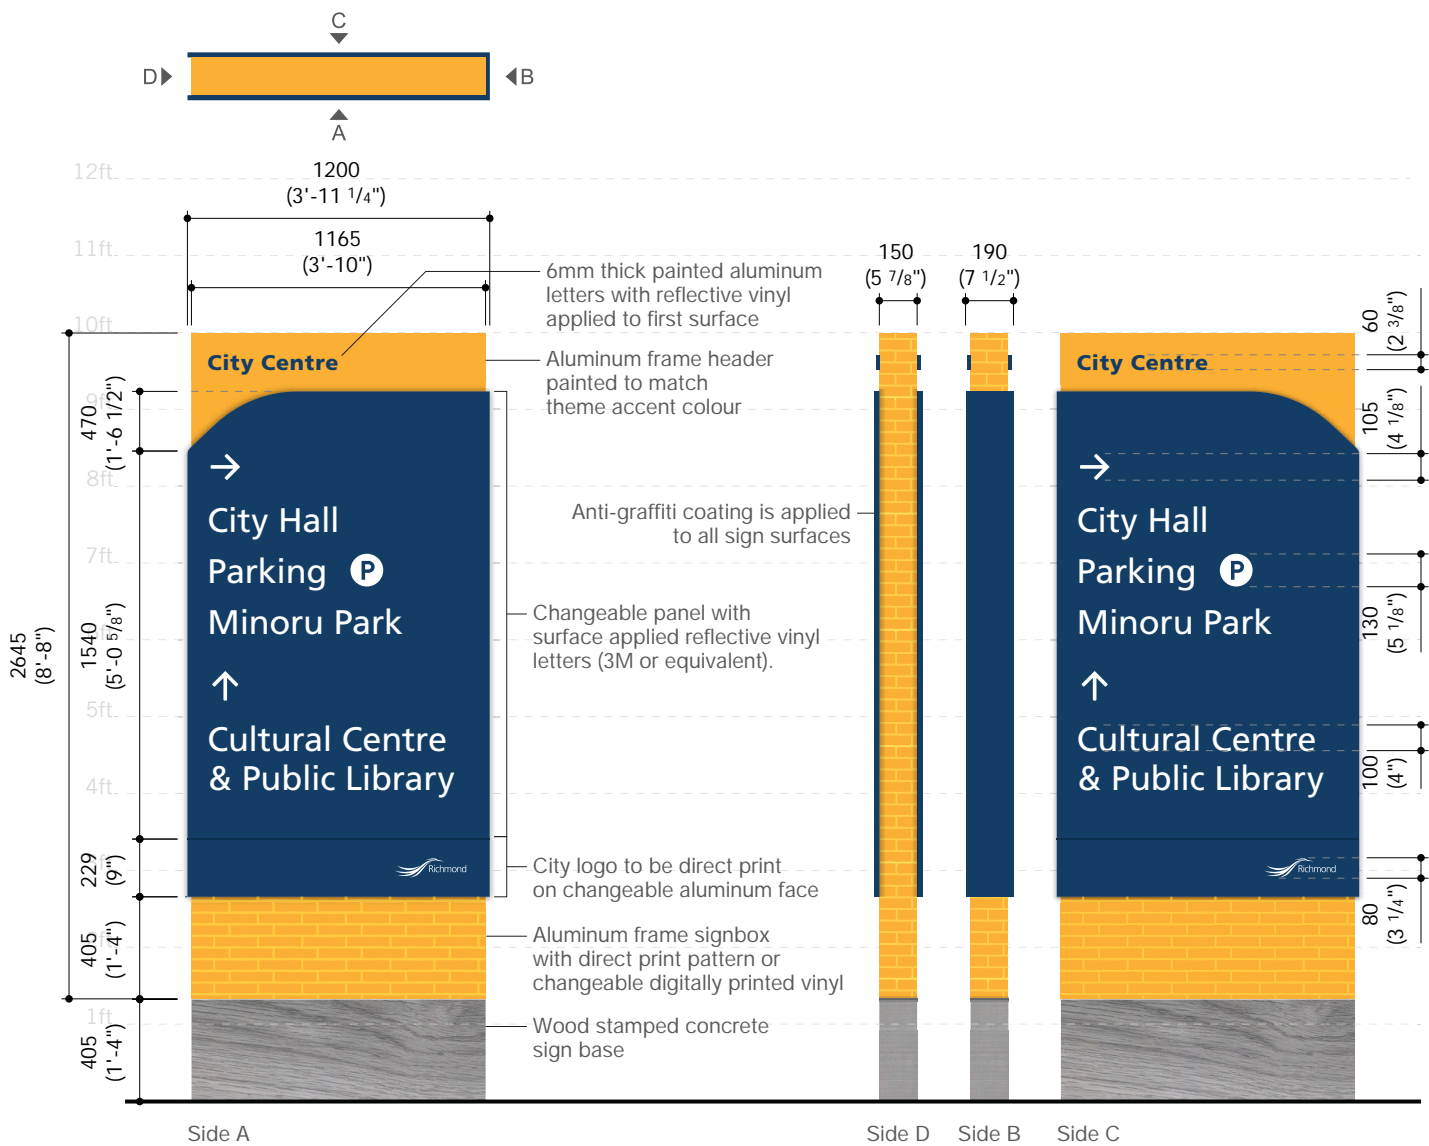 C
D
B
A
12ft
1200
(3'-11 1/4")
11ft
1165
(3'-10")
10ft
150
(5 7/8")
190
(7 1/2")
60
(2 3/8")
6mm thick painted aluminum
letters with reflective vinyl
applied to first surface
Aluminum frame header
painted to match
theme accent colour
City Centre
City Centre
9ft
470
(1'-6 1/2")
105
(4 1/8")
8ft
City Hall
Parking P
Minoru Park
Cultural Centre
& Public Library
Richmond
Anti-graffiti coating is applied
to all sign surfaces
7ft
2645
(8'-8")
1540
(5'-0 5/8")
Changeable panel with
surface applied reflective vinyl
letters (3M or equivalent).
City Hall
Parking P
Minoru Park
Cultural Centre
& Public Library
Richmond
130
(5 1/8")
5ft
100
(4")
4ft
229
(9")
City logo to be direct print
on changeable aluminum face
80
(3 1/4")
405
(1'-4")
Aluminum frame signbox
with direct print pattern or
changeable digitally printed vinyl
1ft
405
(1'-4")
Wood stamped concrete
sign base
Side A
Side D
Side B
Side C